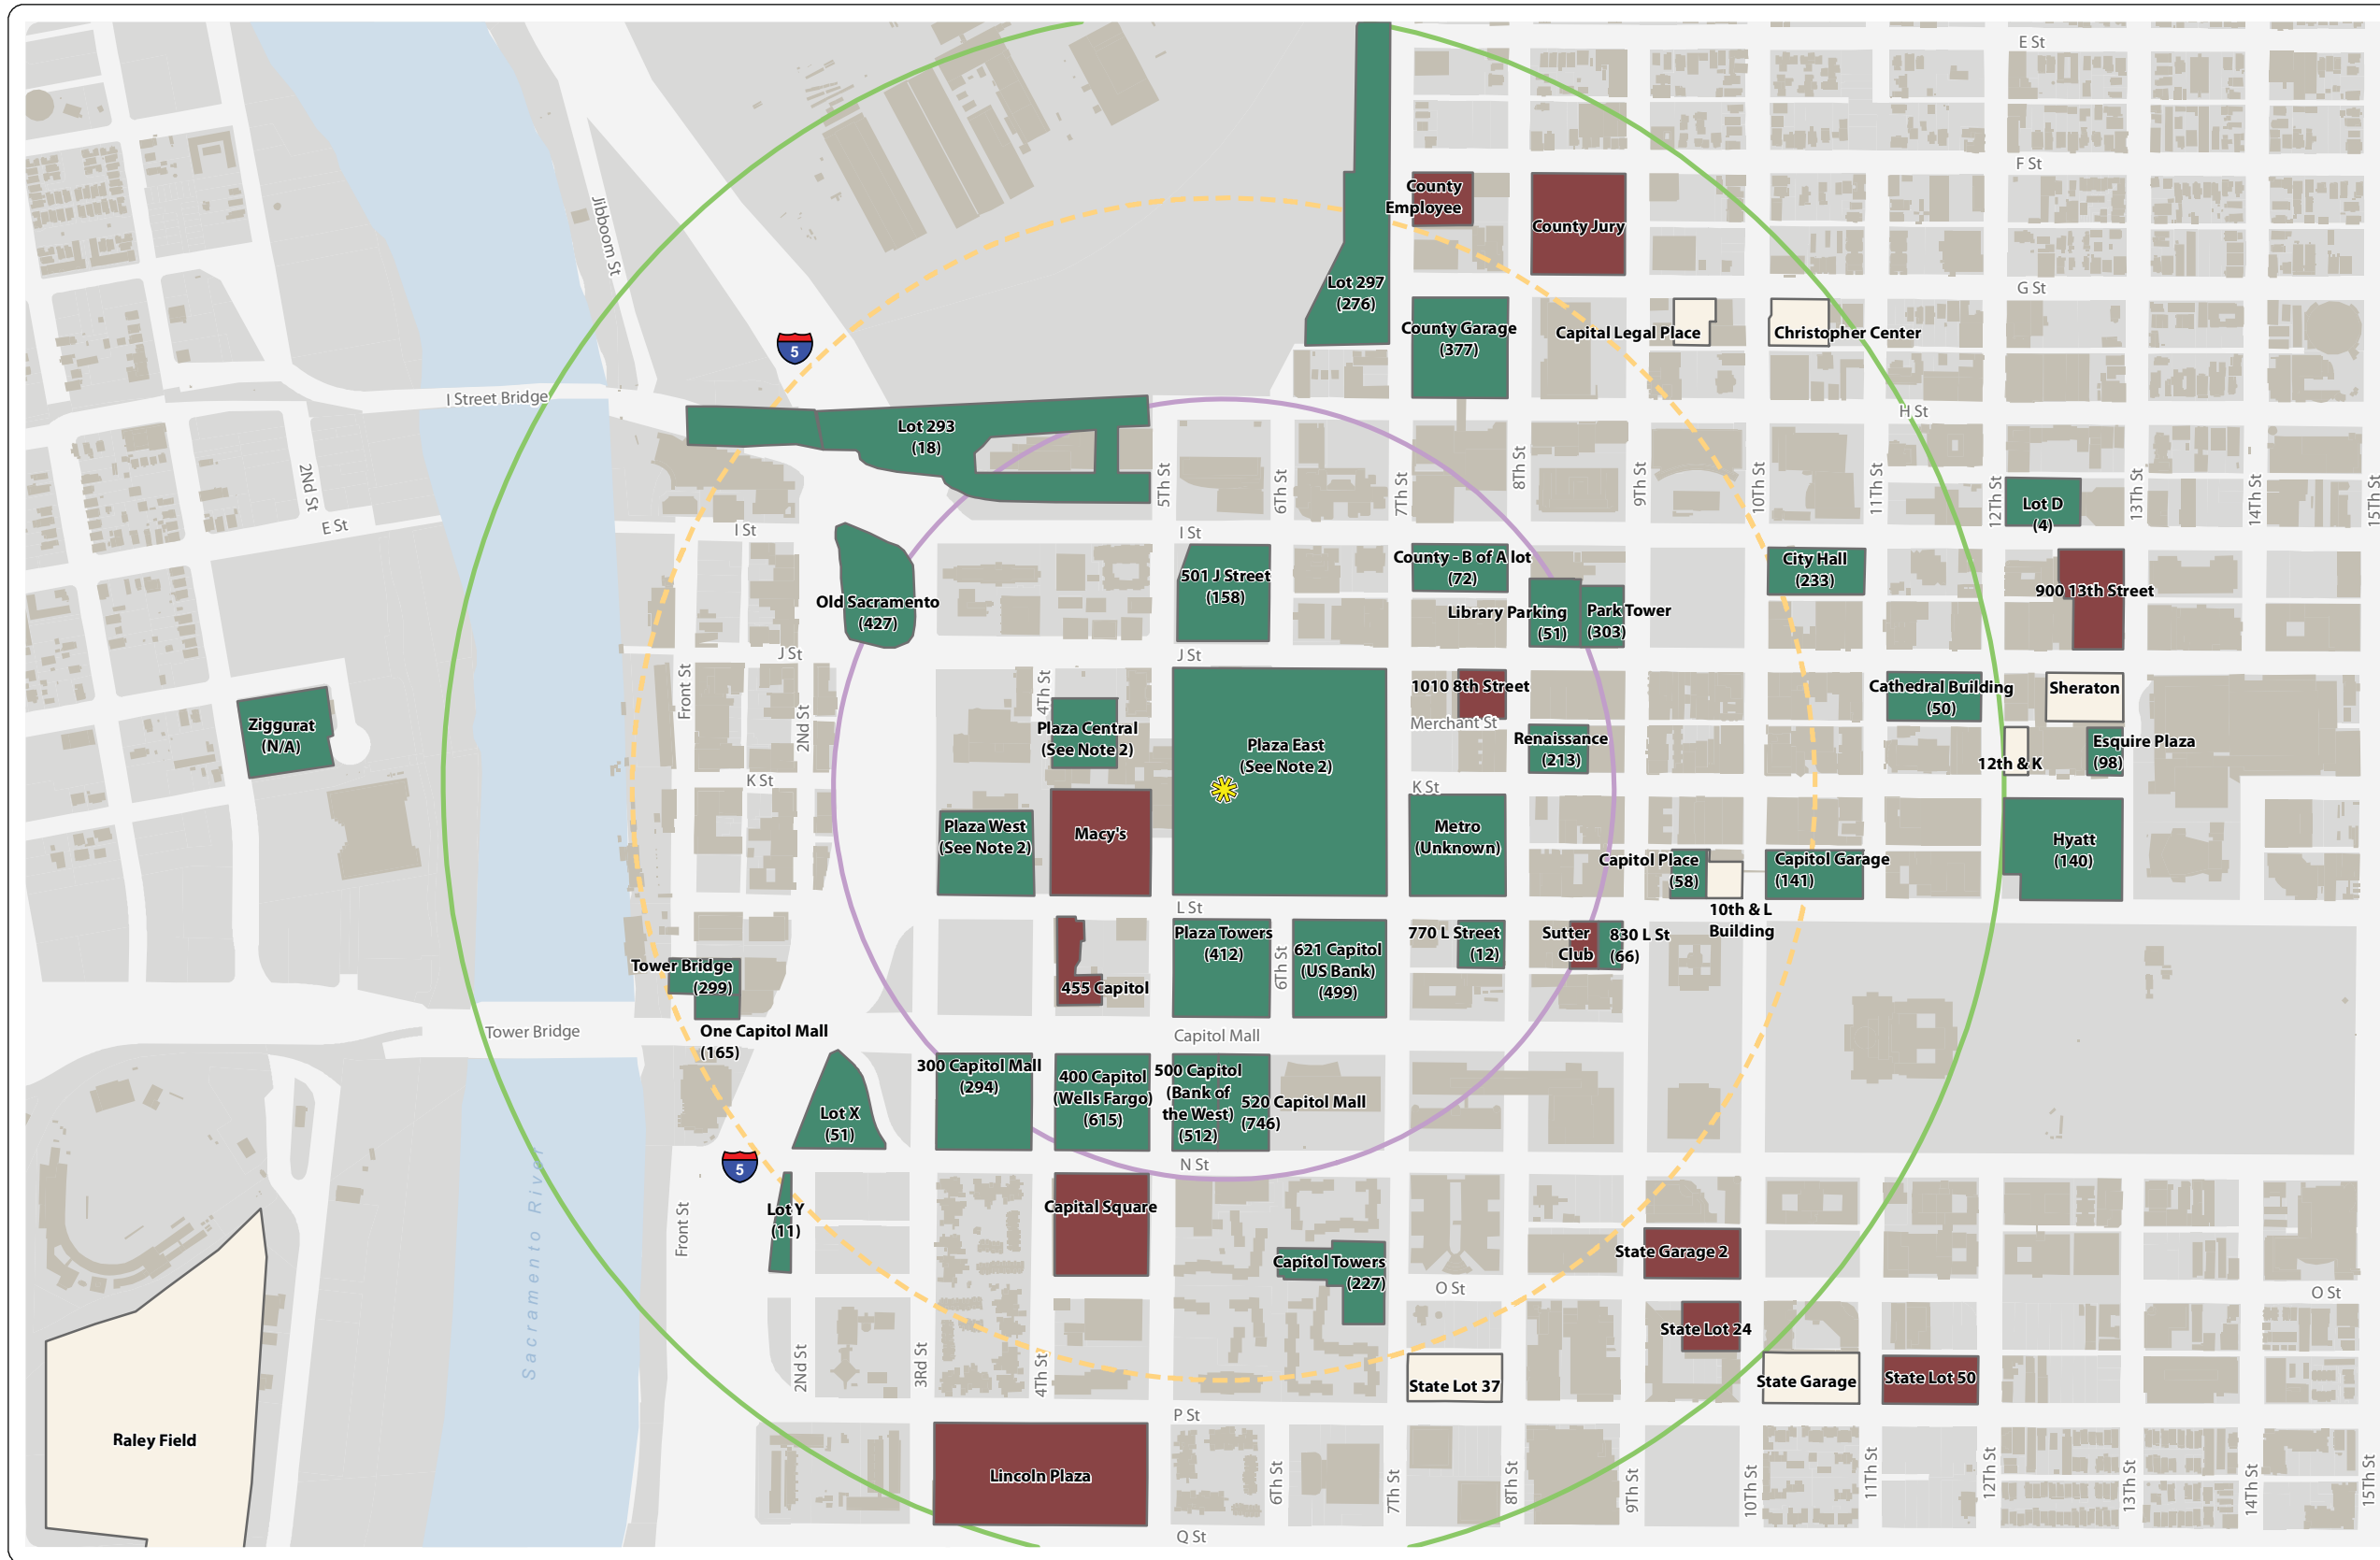 E St
F St
Jibboom St
County
Employee
County Jury
Lot 297
(276)
G St
County Garage
(377)
Capital Legal Place
Christopher Center
5
I Street Bridge
H St
Lot 293
(18)
2Nd St
E St
5Th St
6Th St
7Th St
8Th St
9Th St
10Th St
11Th St
12Th St
13Th St
14Th St
15Th St
Lot D
(4)
I St
I St
County - B of A lot
(72)
City Hall
(233)
501 J Street
(158)
900 13th Street
Old Sacramento
(427)
Library Parking
(51)
Park Tower
(303)
J St
J St
Front St
2Nd St
4Th St
1010 8th Street
Merchant St
Cathedral Building
(50)
Sheraton
Ziggurat
(N/A)
Plaza Central
(See Note 2)
Plaza East
(See Note 2)
Renaissance
(213)
Esquire Plaza
(98)
12th & K
K St
K St
Plaza West
(See Note 2)
Macy's
Metro
(Unknown)
Hyatt
(140)
Capitol Place
(58)
Capitol Garage
(141)
10th & L
Building
L St
Plaza Towers
(412)
6Th St
621 Capitol
(US Bank)
(499)
770 L Street
(12)
Sutter
Club
830 L St
(66)
Tower Bridge
(299)
455 Capitol
Tower Bridge
One Capitol Mall
(165)
Capitol Mall
300 Capitol Mall
(294)
400 Capitol
(Wells Fargo)
(615)
500 Capitol
(Bank of
the West)
(512)
520 Capitol Mall
(746)
Lot X
(51)
5
N St
Sacramento River
Front St
Lot Y
(11)
Capital Square
Capitol Towers
(227)
State Garage 2
O St
O St
State Lot 24
2Nd St
3Rd St
4Th St
State Lot 37
State Garage
State Lot 50
P St
Raley Field
Lincoln Plaza
6Th St
7Th St
8Th St
9Th St
10Th St
11Th St
12Th St
13Th St
14Th St
15Th St
Q St